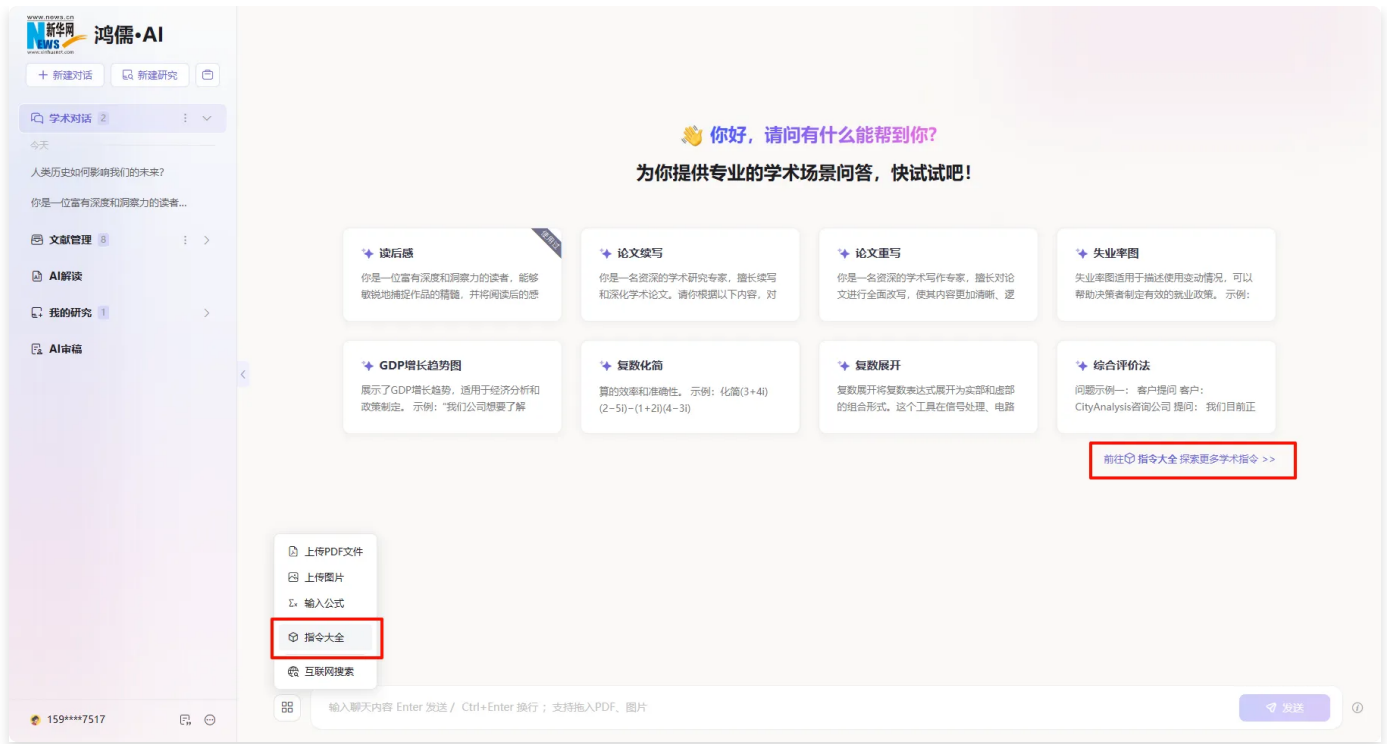 www.news.cn
新华网
NEWS
www.xinhuanet.com
鸿儒•AI
新建对话
新建研究
学术对话 2
今天
人类历史如何影响我们的未来?
你是一位富有深度和洞察力的读者...
文献管理 8
AI解读
我的研究 1
AI审稿
159****7517
👋 你好，请问有什么能帮到你?
为你提供专业的学术场景问答，快试试吧！
读后感
使用过
你是一位富有深度和洞察力的读者，能够
敏锐地捕捉作品的精髓，并将阅读后的感
论文续写
你是一名资深的学术研究专家，擅长续写
和深化学术论文。请你根据以下内容，对
论文重写
你是一名资深的学术写作专家，擅长对论
文进行全面改写，使其内容更加清晰、逻
失业率图
失业率图适用于描述使用变动情况，可以
帮助决策者制定有效的就业政策。 示例：
GDP增长趋势图
展示了GDP增长趋势，适用于经济分析和
政策制定。 示例："我们公司想要了解
复数化简
算的效率和准确性。 示例：化简(3+4i)
(2−5i)−(1+2i)(4−3i)
复数展开
复数展开将复数表达式展开为实部和虚部
的组合形式。这个工具在信号处理、电路
综合评价法
问题示例一： 客户提问 客户：
CityAnalysis咨询公司 提问： 我们目前正
前往 指令大全 探索更多学术指令 >>
上传PDF文件
上传图片
Σx 输入公式
指令大全
互联网搜索
输入聊天内容 Enter 发送 / Ctrl+Enter 换行 ；支持拖入PDF、图片
发送